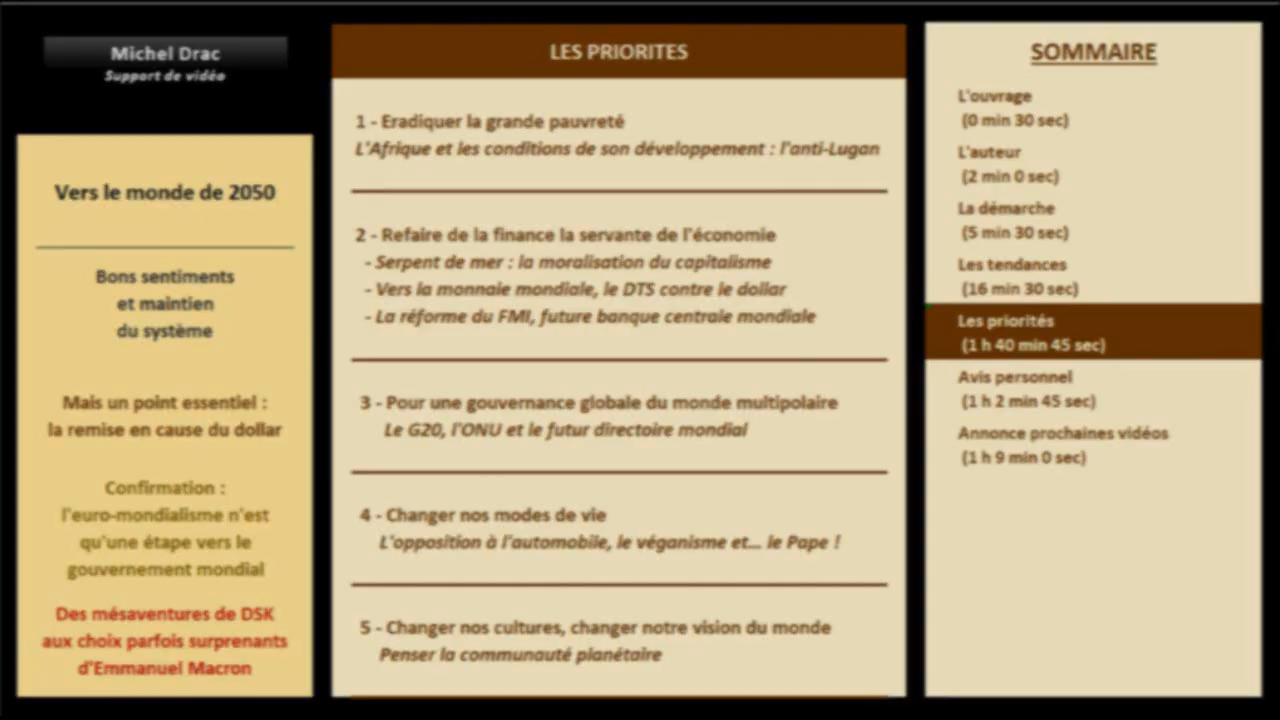 Michel Drac
Support de vidéo
Vers le monde de 2050
Bons sentiments
et maintien
du système
Mais un point essentiel :
la remise en cause du dollar
Confirmation :
l'euro-mondialisme n'est
qu'une étape vers le
gouvernement mondial
Des mésaventures de DSK
aux choix parfois surprenants
d'Emmanuel Macron
LES PRIORITES
1 - Eradiquer la grande pauvreté
L'Afrique et les conditions de son développement : l'anti-Lugan
2 - Refaire de la finance la servante de l'économie
- Serpent de mer : la moralisation du capitalisme
- Vers la monnaie mondiale, le DTS contre le dollar
- La réforme du FMI, future banque centrale mondiale
3 - Pour une gouvernance globale du monde multipolaire
Le G20, l'ONU et le futur directoire mondial
4 - Changer nos modes de vie
L'opposition à l'automobile, le véganisme et... le Pape !
5 - Changer nos cultures, changer notre vision du monde
Penser la communauté planétaire
SOMMAIRE
L'ouvrage
(0 min 30 sec)
L'auteur
(2 min 0 sec)
La démarche
(5 min 30 sec)
Les tendances
(16 min 30 sec)
Les priorités
(1 h 40 min 45 sec)
Avis personnel
(1 h 2 min 45 sec)
Annonce prochaines vidéos
(1 h 9 min 0 sec)